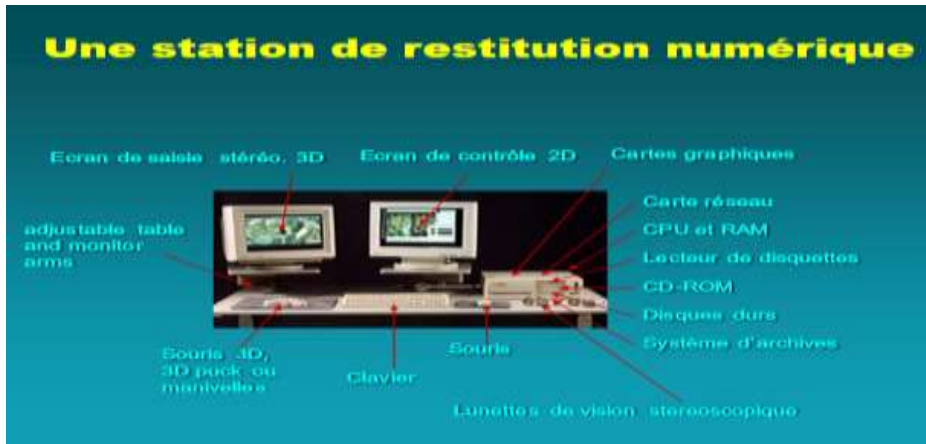 Une station de restitution numérique
Ecran de saisie stéréo, 3D
Ecran de contrôle 2D
Cartes graphiques
Carte réseau
adjustable table
and monitor
arms
CPU et RAM
Lecteur de disquettes
CD-ROM
Disques durs
Système d'archives
Souris 3D,
3D puck ou
manivelles
Clavier
Souris
Lunettes de vision stereoscopique